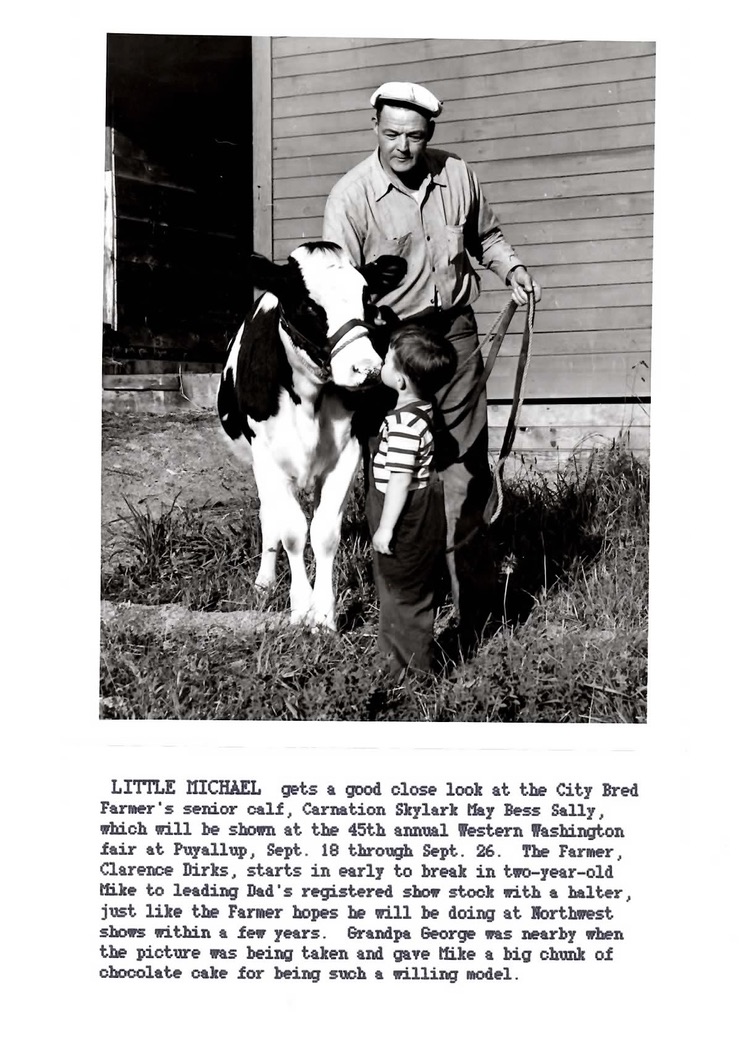 LITTLE MICHAEL gets a good close look at the City Bred
Farmer's senior calf, Carnation Skylark May Bess Sally,
which will be shown at the 45th annual Western Washington
fair at Puyallup, Sept. 18 through Sept. 26. The Farmer,
Clarence Dirks, starts in early to break in two-year-old
Mike to leading Dad's registered show stock with a halter,
just like the Farmer hopes he will be doing at Northwest
shows within a few years. Grandpa George was nearby when
the picture was being taken and gave Mike a big chunk of
chocolate cake for being such a willing model.